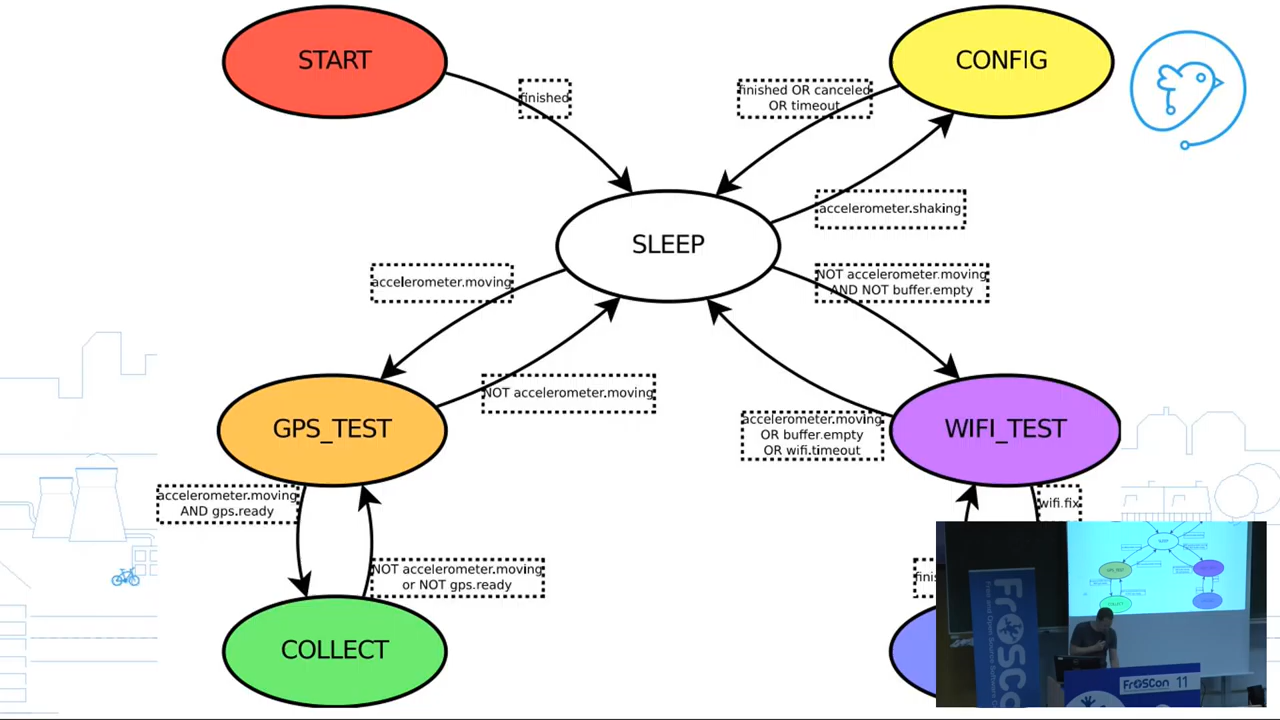 START
CONFIG
finished
finished OR canceled
OR timeout
accelerometer.shaking
SLEEP
accelerometer.moving
NOT accelerometer.moving
AND NOT buffer.empty
NOT accelerometer.moving
accelerometer.moving
OR buffer.empty
OR wifi.timeout
GPS_TEST
WIFI_TEST
accelerometer.moving
AND gps.ready
wifi.fix
NOT accelerometer.moving
or NOT gps.ready
COLLECT
FrOSCon 11